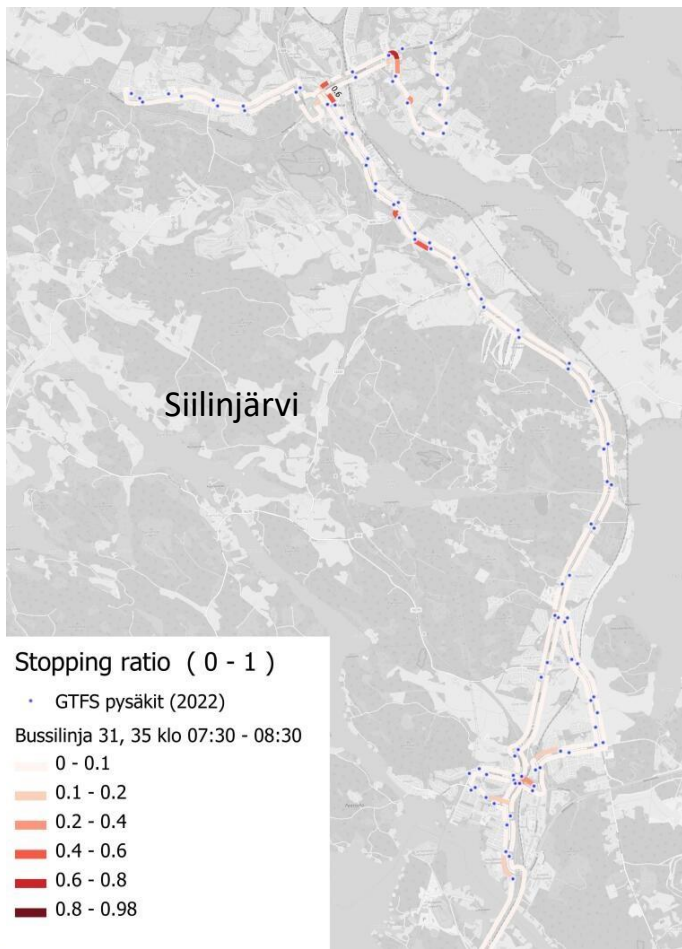 0.6
Siilinjärvi
Stopping ratio ( 0 - 1 )
GTFS pysäkit (2022)
Bussilinja 31, 35 klo 07:30 - 08:30
0 - 0.1
0.1 - 0.2
0.2 - 0.4
0.4 - 0.6
0.6 - 0.8
0.8 - 0.98